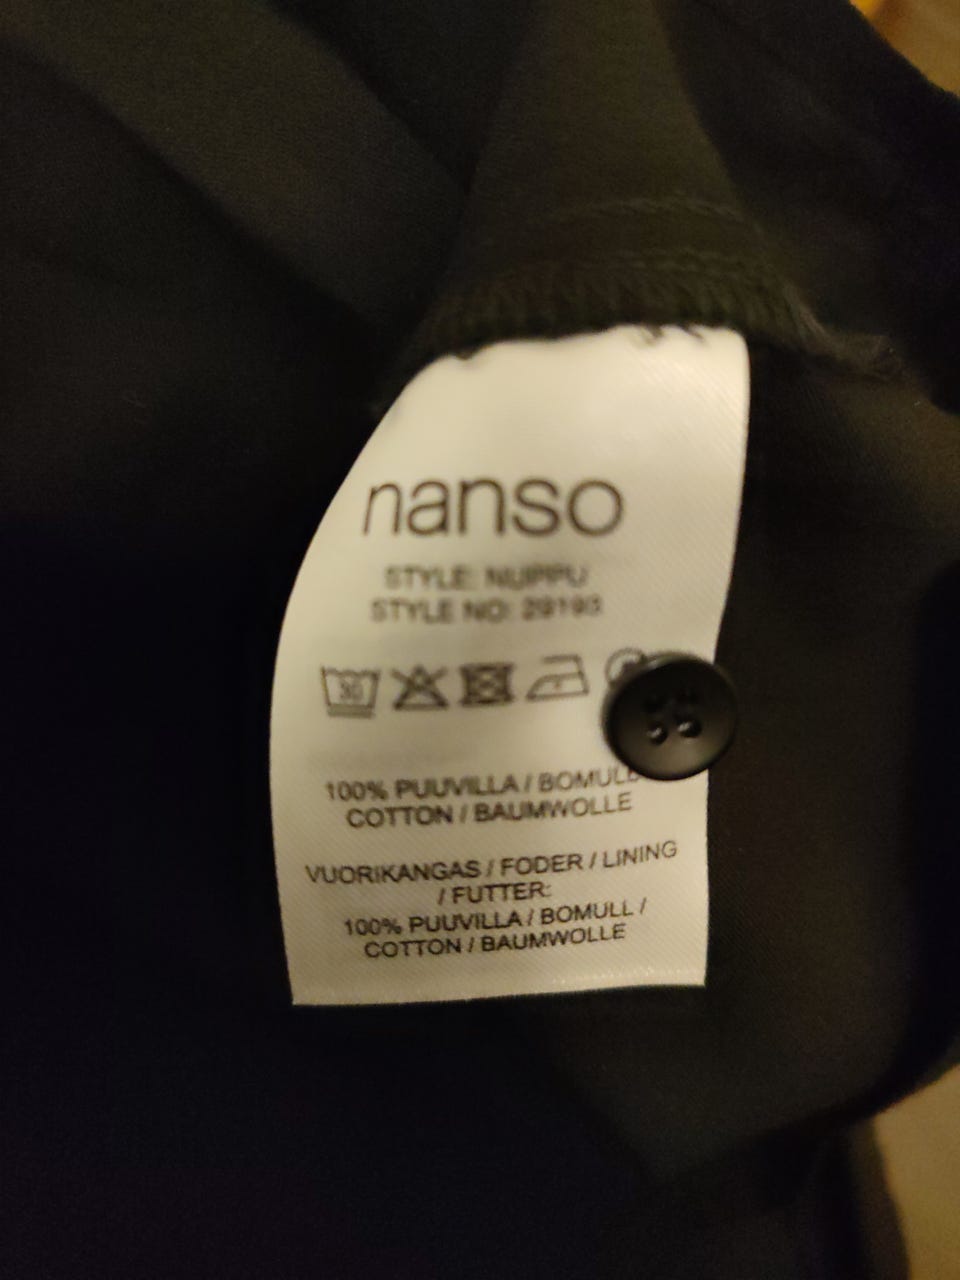 nanso
STYLE: NUPPU
STYLE NO: 29193
30
100% PUUVILLA / BOMULL
COTTON / BAUMWOLLE
VUORIKANGAS / FODER / LINING
/ FUTTER:
100% PUUVILLA / BOMULL /
COTTON / BAUMWOLLE